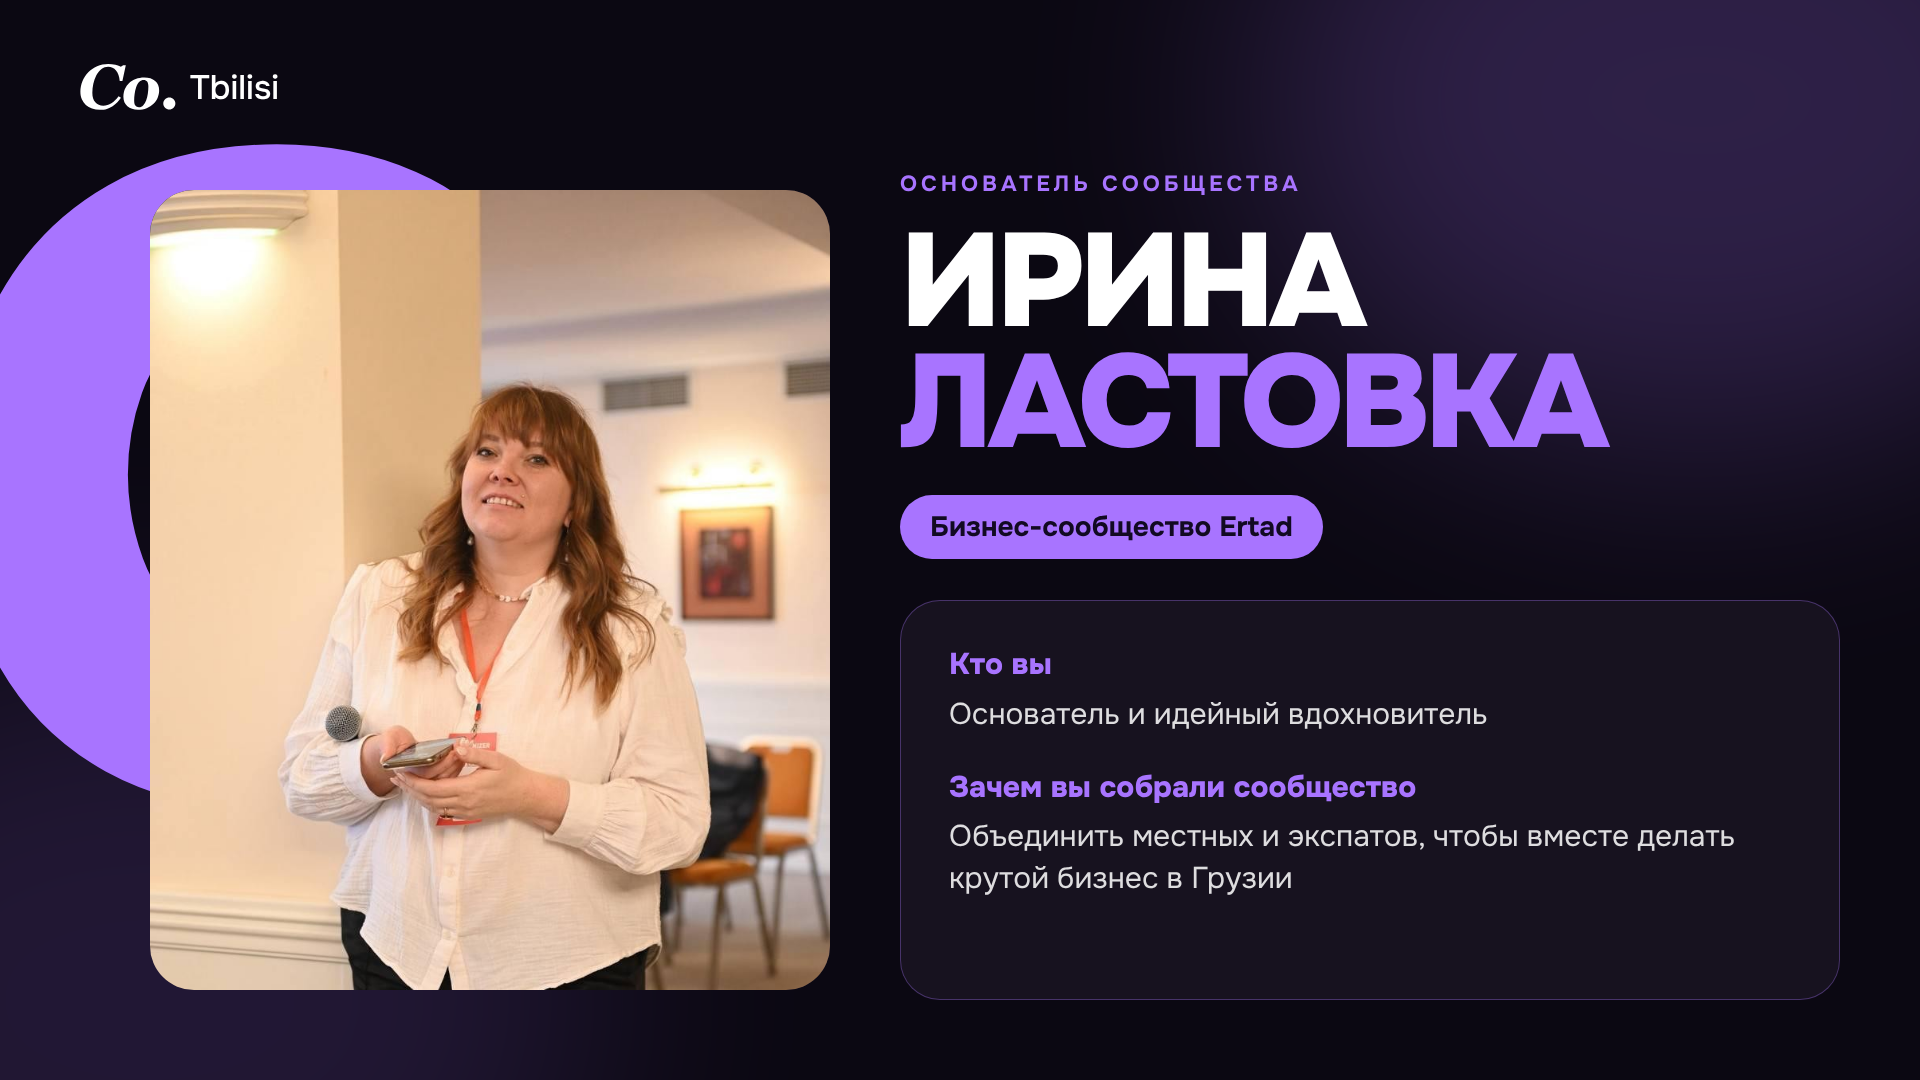 Co. Tbilisi
ОСНОВАТЕЛЬ СООБЩЕСТВА
ИРИНА
ЛАСТОВКА
Бизнес-сообщество Ertad
Кто вы
Основатель и идейный вдохновитель
Зачем вы собрали сообщество
Объединить местных и экспатов, чтобы вместе делать
крутой бизнес в Грузии